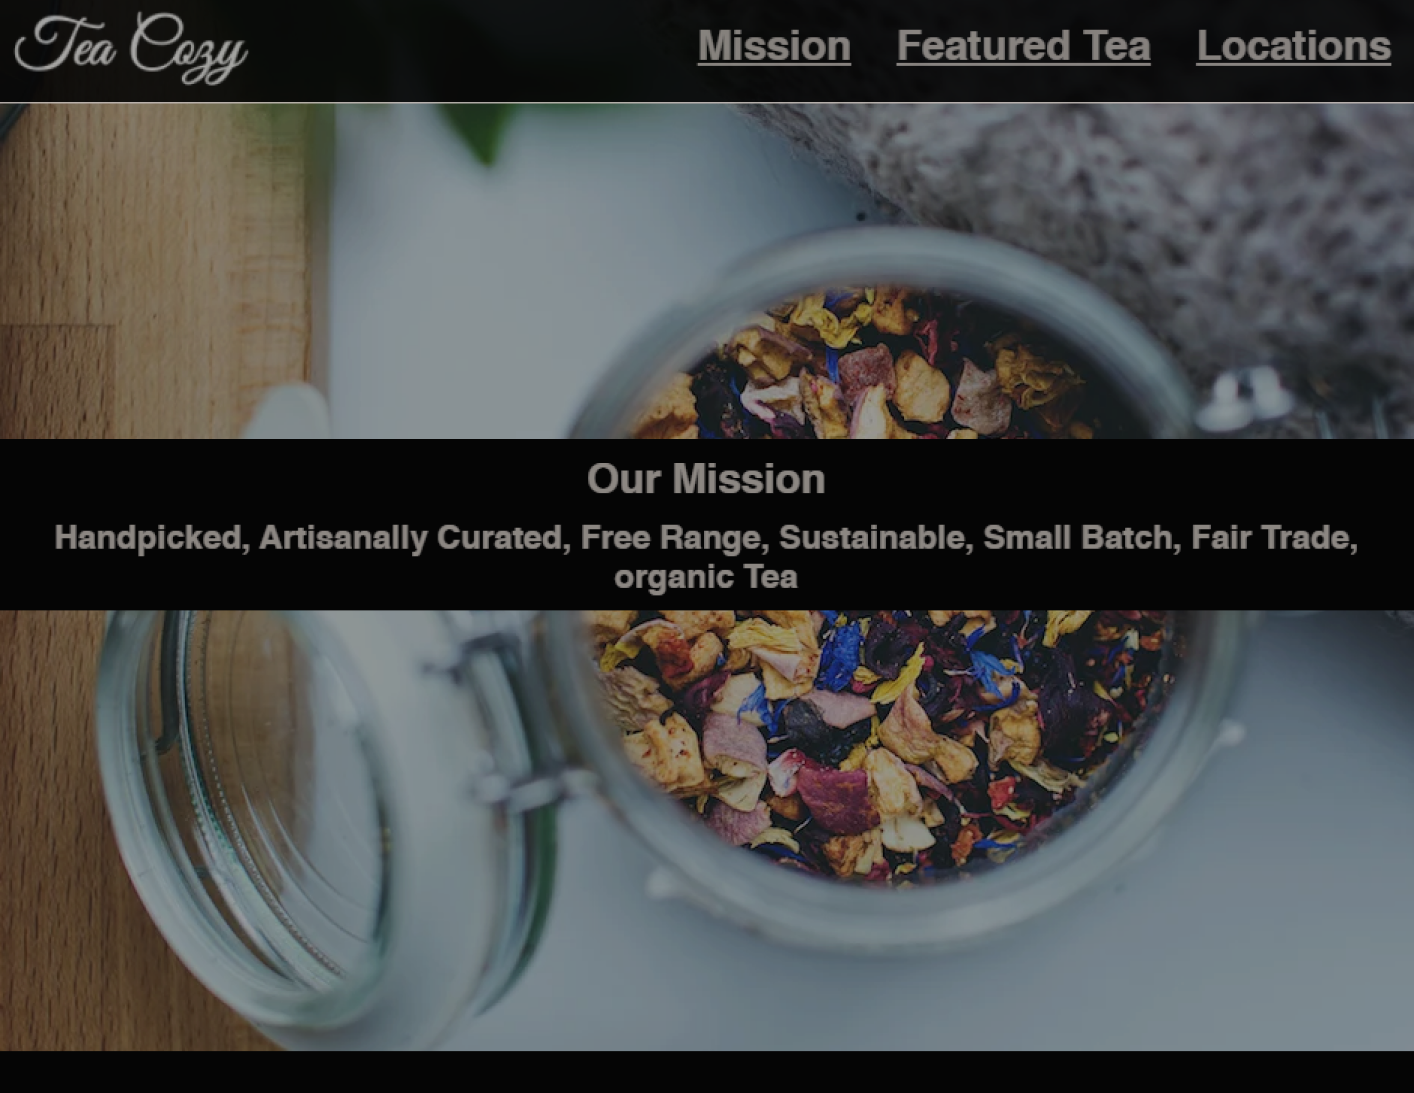 Tea Cozy
Mission Featured Tea Locations
Our Mission
Handpicked, Artisanally Curated, Free Range, Sustainable, Small Batch, Fair Trade,
organic Tea